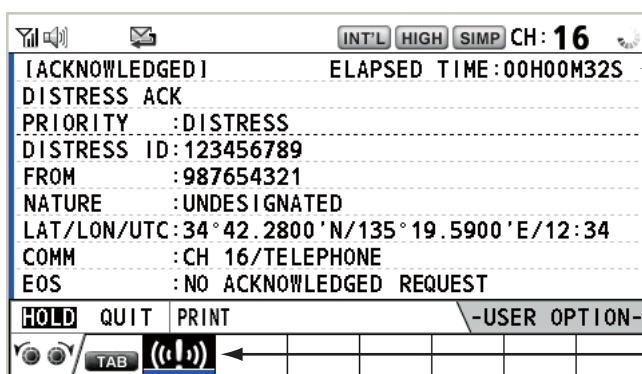 INT'L HIGH SIMP CH: 16
[ACKNOWLEDGED] ELAPSED TIME:00H00M32S
DISTRESS ACK
PRIORITY :DISTRESS
DISTRESS ID:123456789
FROM :987654321
NATURE :UNDESIGNATED
LAT/LON/UTC:34°42.2800'N/135°19.5900'E/12:34
COMM :CH 16/TELEPHONE
EOS :NO ACKNOWLEDGED REQUEST
HOLD QUIT PRINT -USER OPTION-
TAB